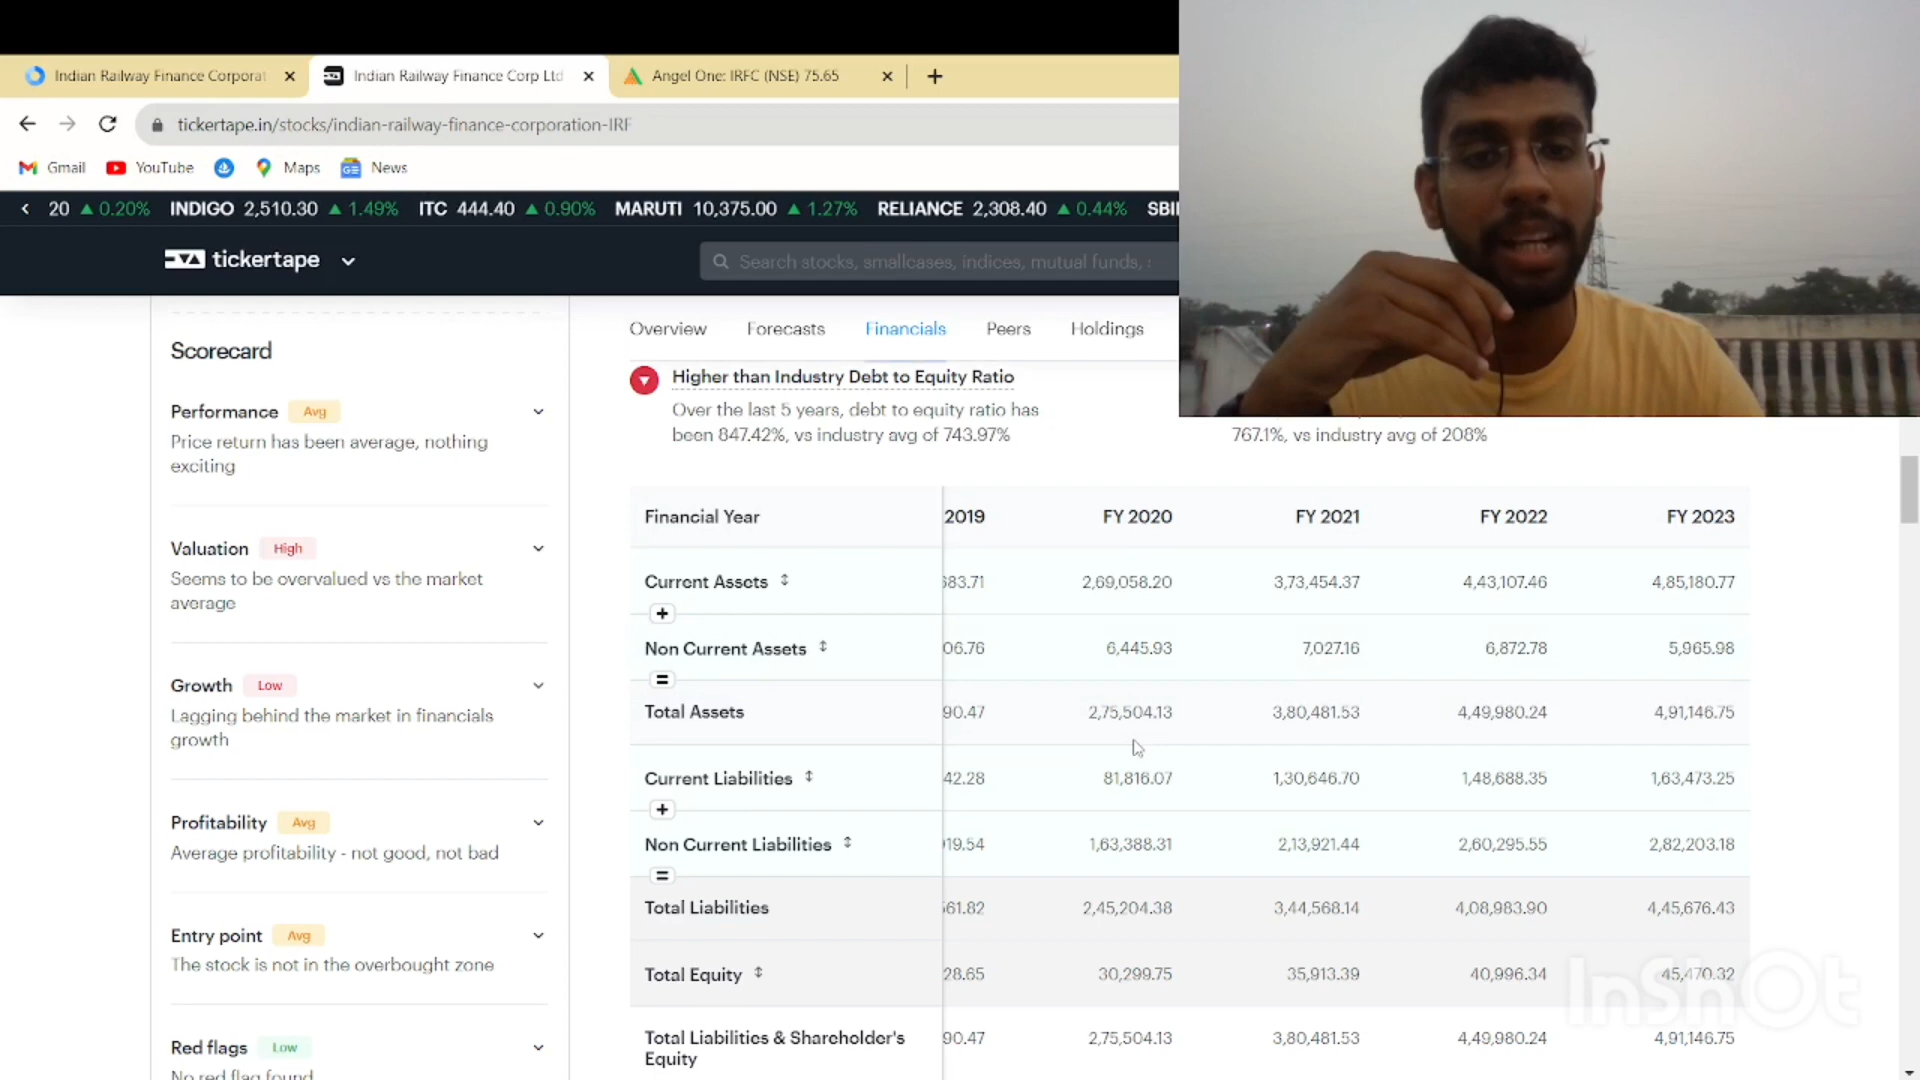 Indian Railway Finance Corporat
Indian Railway Finance Corp Ltd
Angel One: IRFC (NSE) 75.65
tickertape.in/stocks/indian-railway-finance-corporation-IRF
Gmail YouTube Maps News
20 ▲ 0.20% INDIGO 2,510.30 ▲ 1.49% ITC 444.40 ▲ 0.90% MARUTI 10,375.00 ▲ 1.27% RELIANCE 2,308.40 ▲ 0.44% SBI
tickertape
Search stocks, smallcases, indices, mutual funds,
Scorecard
Performance Avg
Price return has been average, nothing
exciting
Valuation High
Seems to be overvalued vs the market
average
Growth Low
Lagging behind the market in financials
growth
Profitability Avg
Average profitability - not good, not bad
Entry point Avg
The stock is not in the overbought zone
Red flags Low
No red flag found
Overview Forecasts Financials Peers Holdings
Higher than Industry Debt to Equity Ratio
Over the last 5 years, debt to equity ratio has
been 847.42%, vs industry avg of 743.97%
767.1%, vs industry avg of 208%
Financial Year 2019 FY 2020 FY 2021 FY 2022 FY 2023
Current Assets 683.71 2,69,058.20 3,73,454.37 4,43,107.46 4,85,180.77
+
Non Current Assets 06.76 6,445.93 7,027.16 6,872.78 5,965.98
=
Total Assets 90.47 2,75,504.13 3,80,481.53 4,49,980.24 4,91,146.75
Current Liabilities 42.28 81,816.07 1,30,646.70 1,48,688.35 1,63,473.25
+
Non Current Liabilities 19.54 1,63,388.31 2,13,921.44 2,60,295.55 2,82,203.18
=
Total Liabilities 561.82 2,45,204.38 3,44,568.14 4,08,983.90 4,45,676.43
Total Equity 28.65 30,299.75 35,913.39 40,996.34 45,470.32
Total Liabilities & Shareholder's 90.47 2,75,504.13 3,80,481.53 4,49,980.24 4,91,146.75
Equity
InShOt